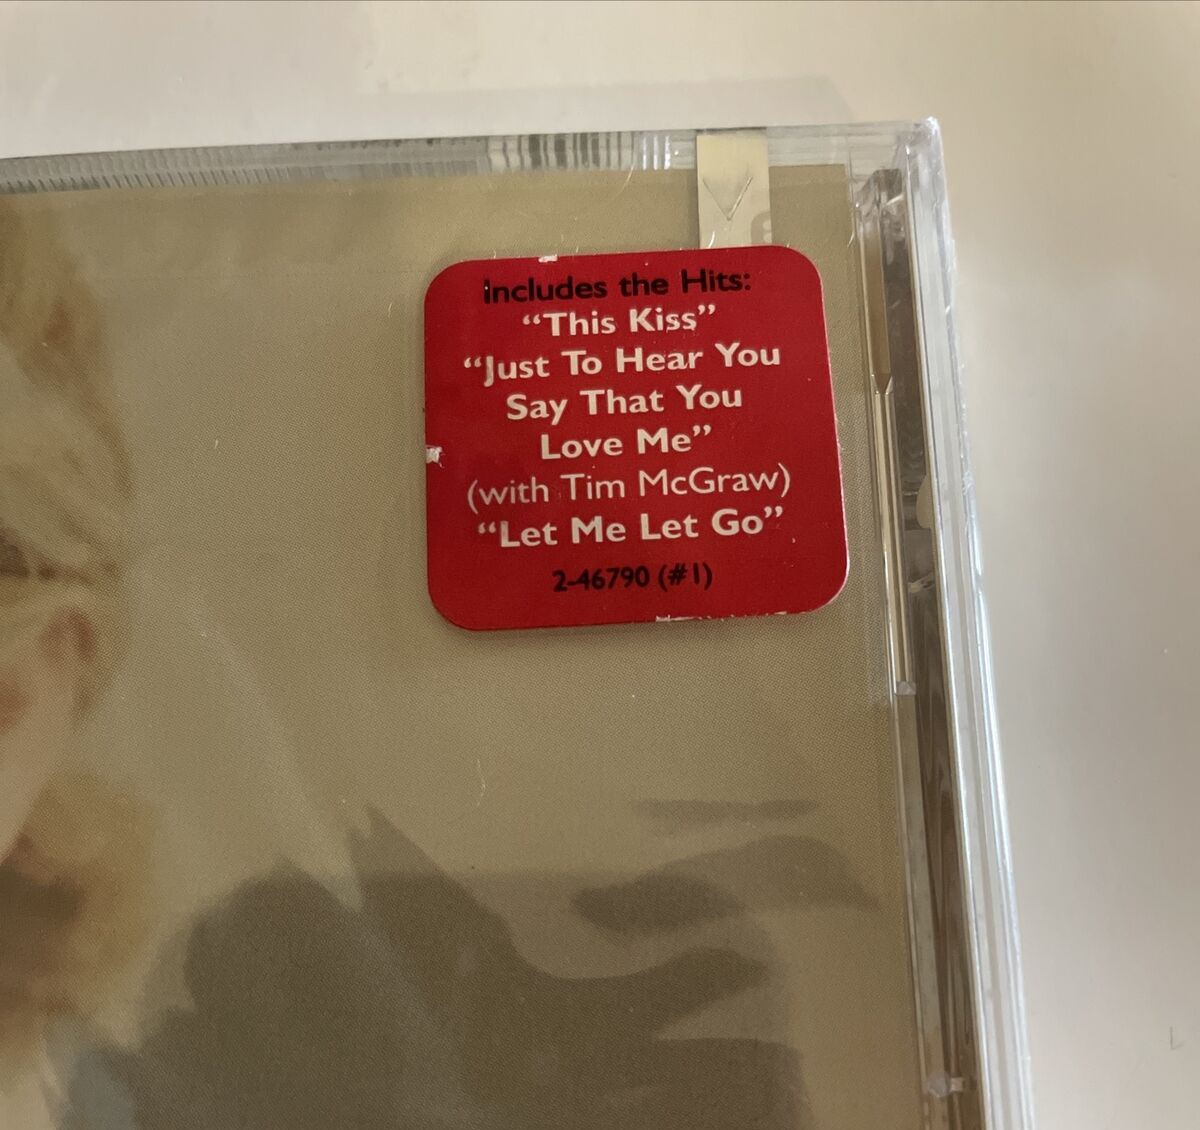 Includes the Hits:
“This Kiss”
“Just To Hear You
Say That You
Love Me”
(with Tim McGraw)
“Let Me Let Go”
2-46790 (#1)